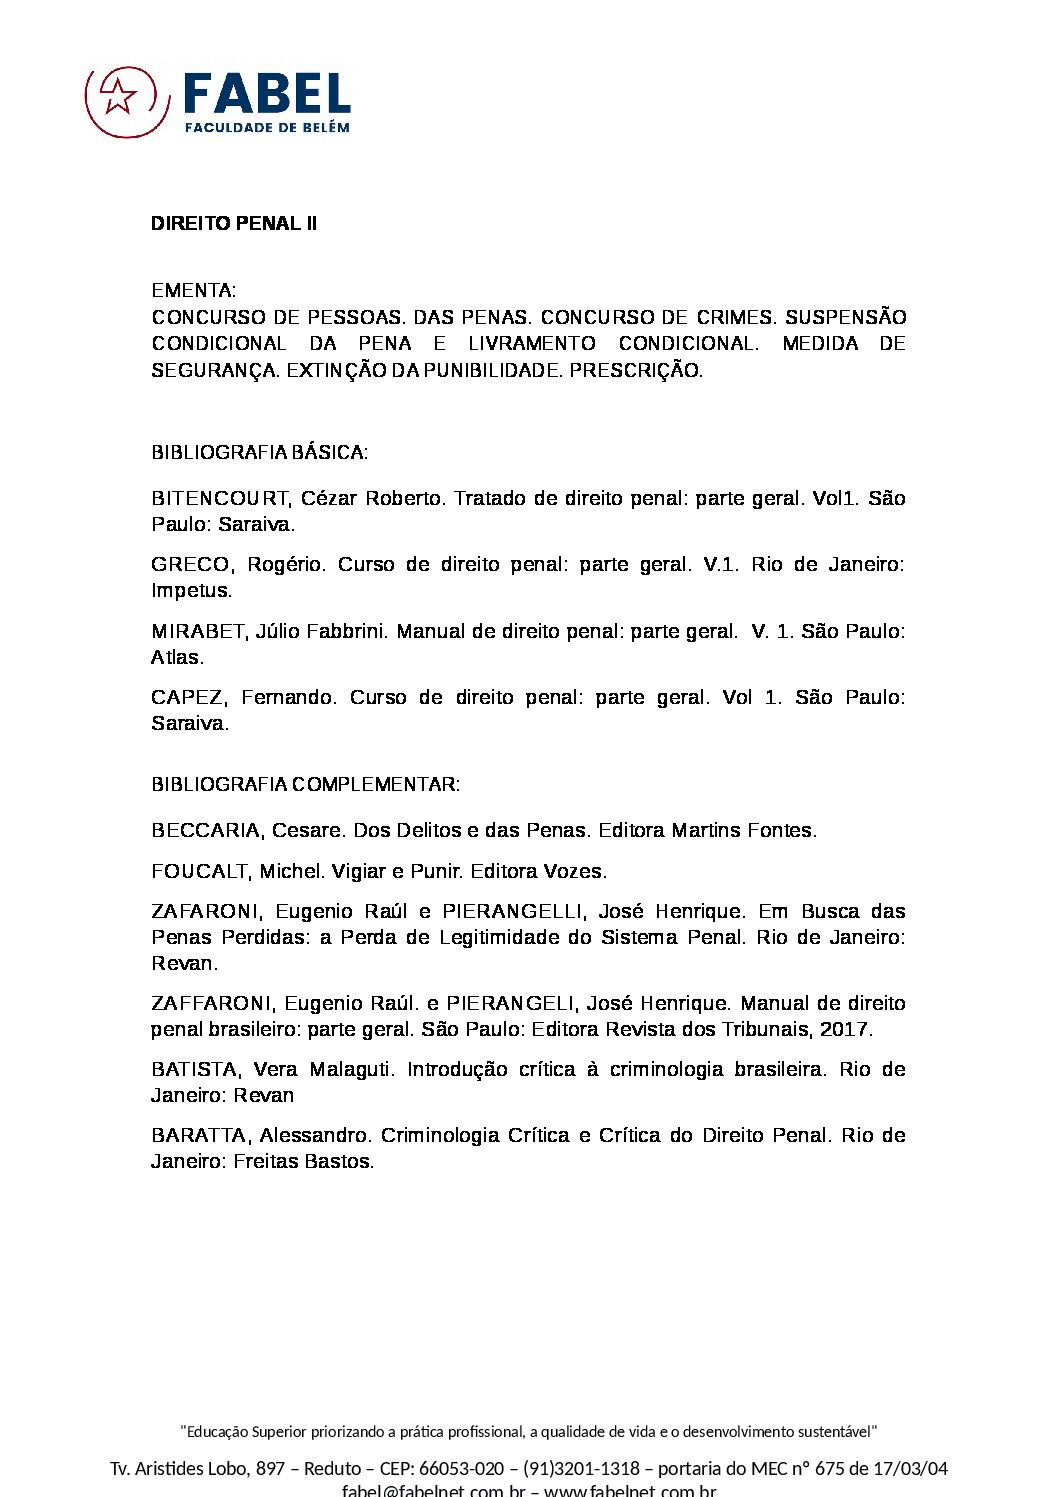 FABEL
FACULDADE DE BELÉM
DIREITO PENAL II
EMENTA:
CONCURSO DE PESSOAS. DAS PENAS. CONCURSO DE CRIMES. SUSPENSÃO
CONDICIONAL DA PENA E LIVRAMENTO CONDICIONAL. MEDIDA DE
SEGURANÇA. EXTINÇÃO DA PUNIBILIDADE. PRESCRIÇÃO.
BIBLIOGRAFIA BÁSICA:
BITENCOURT, Cézar Roberto. Tratado de direito penal: parte geral. Vol1. São
Paulo: Saraiva.
GRECO, Rogério. Curso de direito penal: parte geral. V.1. Rio de Janeiro:
Impetus.
MIRABET, Júlio Fabbrini. Manual de direito penal: parte geral. V. 1. São Paulo:
Atlas.
CAPEZ, Fernando. Curso de direito penal: parte geral. Vol 1. São Paulo:
Saraiva.
BIBLIOGRAFIA COMPLEMENTAR:
BECCARIA, Cesare. Dos Delitos e das Penas. Editora Martins Fontes.
FOUCALT, Michel. Vigiar e Punir. Editora Vozes.
ZAFARONI, Eugenio Raúl e PIERANGELLI, José Henrique. Em Busca das
Penas Perdidas: a Perda de Legitimidade do Sistema Penal. Rio de Janeiro:
Revan.
ZAFFARONI, Eugenio Raúl. e PIERANGELI, José Henrique. Manual de direito
penal brasileiro: parte geral. São Paulo: Editora Revista dos Tribunais, 2017.
BATISTA, Vera Malaguti. Introdução crítica à criminologia brasileira. Rio de
Janeiro: Revan
BARATTA, Alessandro. Criminologia Crítica e Crítica do Direito Penal. Rio de
Janeiro: Freitas Bastos.
"Educação Superior priorizando a prática profissional, a qualidade de vida e o desenvolvimento sustentável"
Tv. Aristides Lobo, 897 – Reduto – CEP: 66053-020 – (91)3201-1318 – portaria do MEC nº 675 de 17/03/04
fabel@fabelnet.com.br – www.fabelnet.com.br